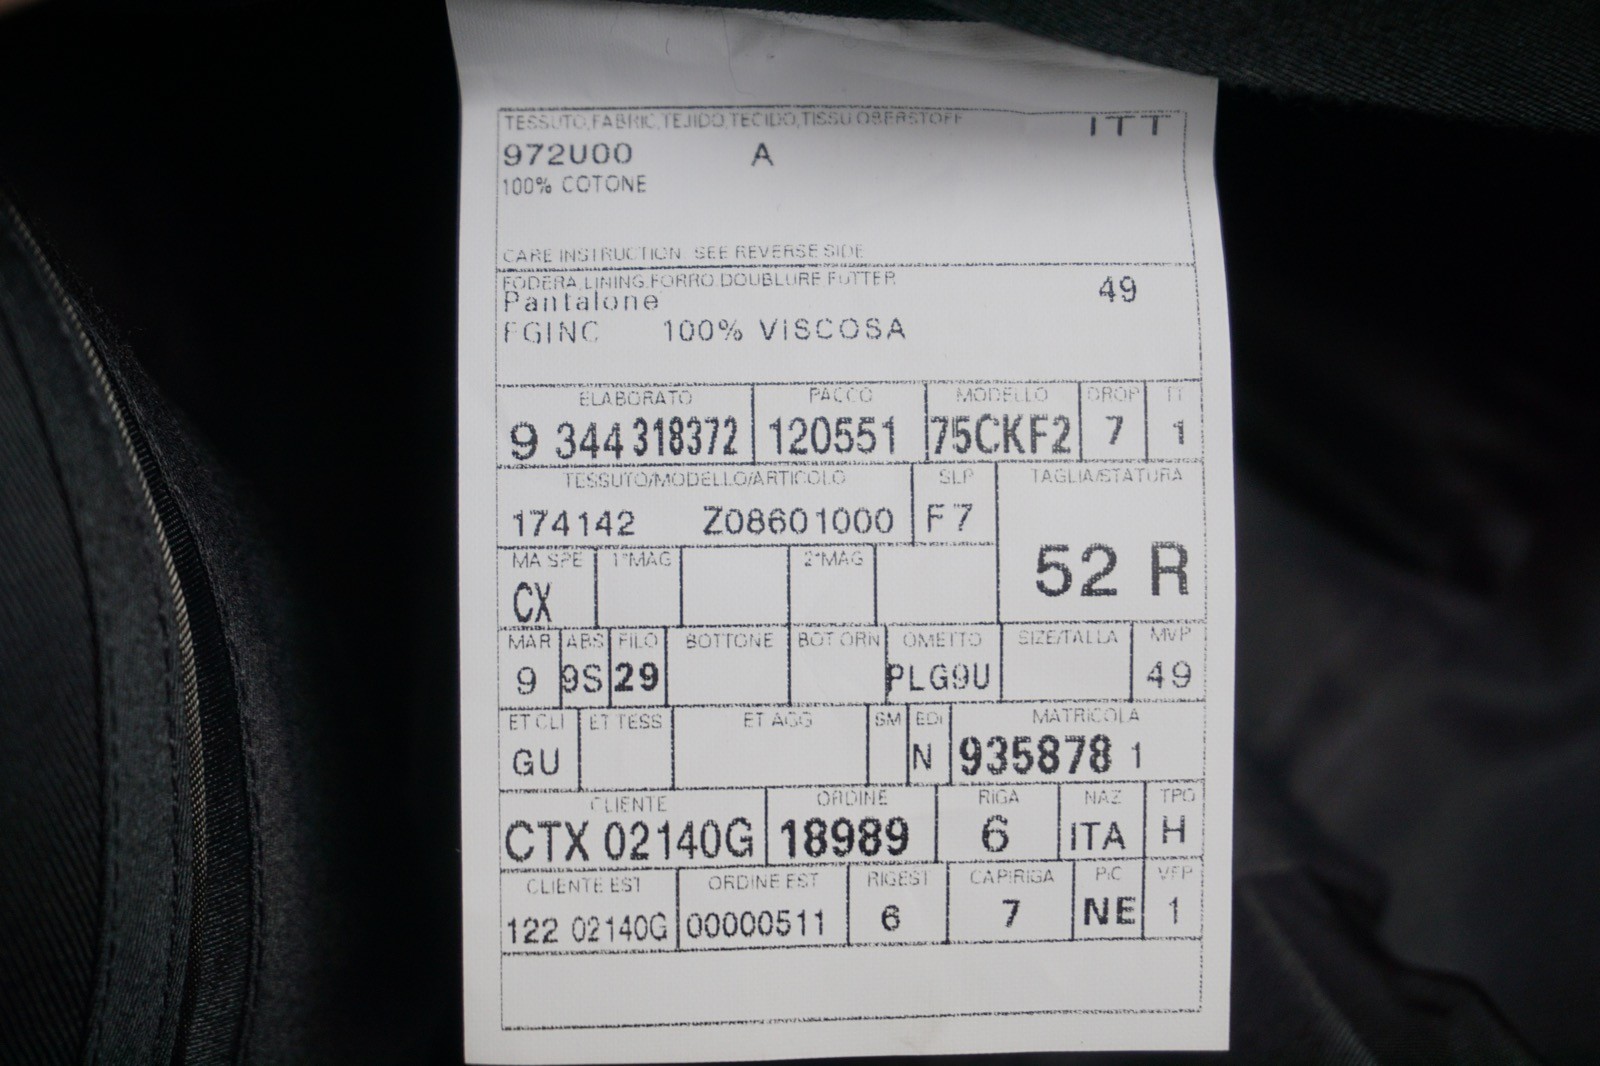 TESSUTO,FABRIC,TEJIDO,TECIDO,TISSU OBERSTOFF
ITT
972U00 A
100% COTONE
CARE INSTRUCTION SEE REVERSE SIDE
FODERA,LINING,FORRO,DOUBLURE FUTTER
Pantalone 49
FGINC 100% VISCOSA
ELABORATO PACCO MODELLO DROP TT
9 344 318372 120551 75CKF2 7 1
TESSUTO/MODELLO/ARTICOLO SLP TAGLIA/STATURA
174142 Z08601000 F7
52 R
MA SPE 1°MAG 2°MAG
CX
MAR ABS FILO BOTTONE BOT ORN OMETTO SIZE/TALLA MVP
9 9S 29 PLG9U 49
ET CLI ET TESS ET AGG SM EDI MATRICOLA
GU N 935878 1
CLIENTE ORDINE RIGA NAZ TPO
CTX 02140G 18989 6 ITA H
CLIENTE EST ORDINE EST RIGEST CAPIRIGA PIC VFP
122 02140G 00000511 6 7 NE 1